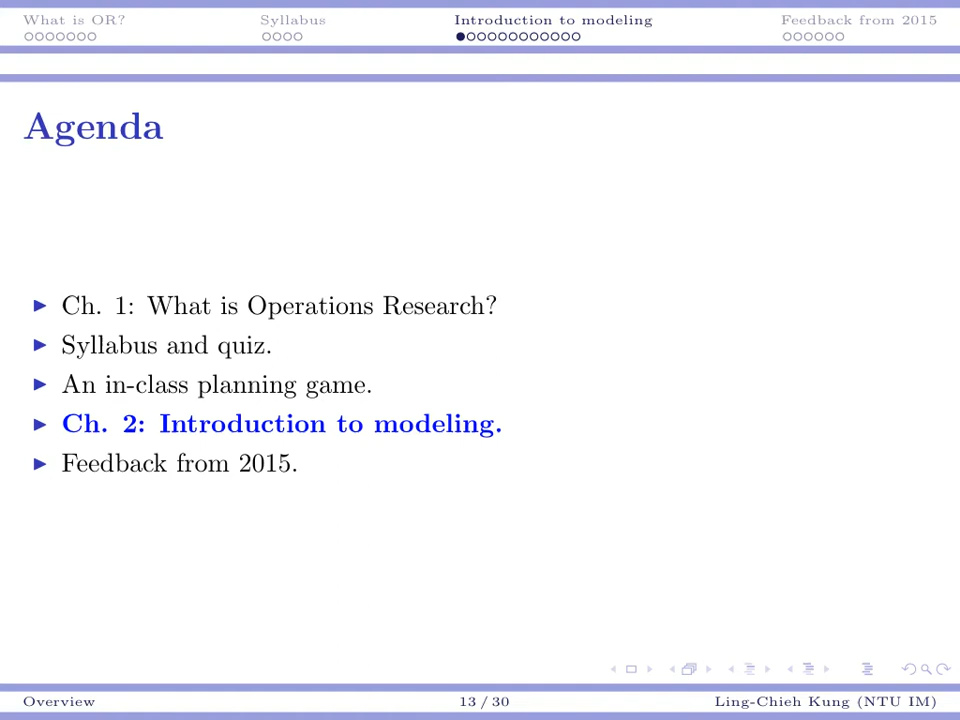 What is OR? Syllabus Introduction to modeling Feedback from 2015
Agenda
Ch. 1: What is Operations Research?
Syllabus and quiz.
An in-class planning game.
Ch. 2: Introduction to modeling.
Feedback from 2015.
Overview 13 / 30 Ling-Chieh Kung (NTU IM)